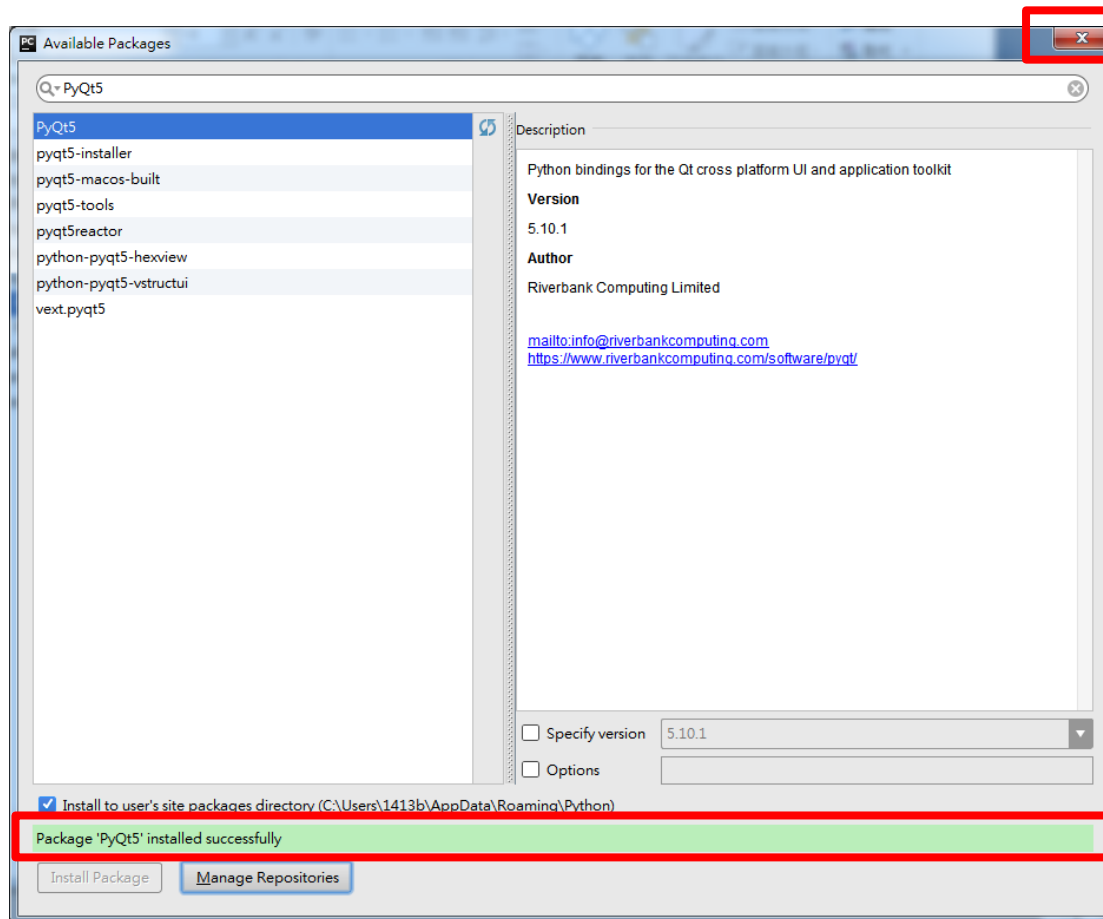 PC Available Packages
PyQt5
PyQt5
pyqt5-installer
pyqt5-macos-built
pyqt5-tools
pyqt5reactor
python-pyqt5-hexview
python-pyqt5-vstructui
vext.pyqt5
Description
Python bindings for the Qt cross platform UI and application toolkit
Version
5.10.1
Author
Riverbank Computing Limited
mailto:info@riverbankcomputing.com
https://www.riverbankcomputing.com/software/pyqt/
Specify version 5.10.1
Options
Install to user's site packages directory (C:\Users\1413b\AppData\Roaming\Python)
Package 'PyQt5' installed successfully
Install Package Manage Repositories